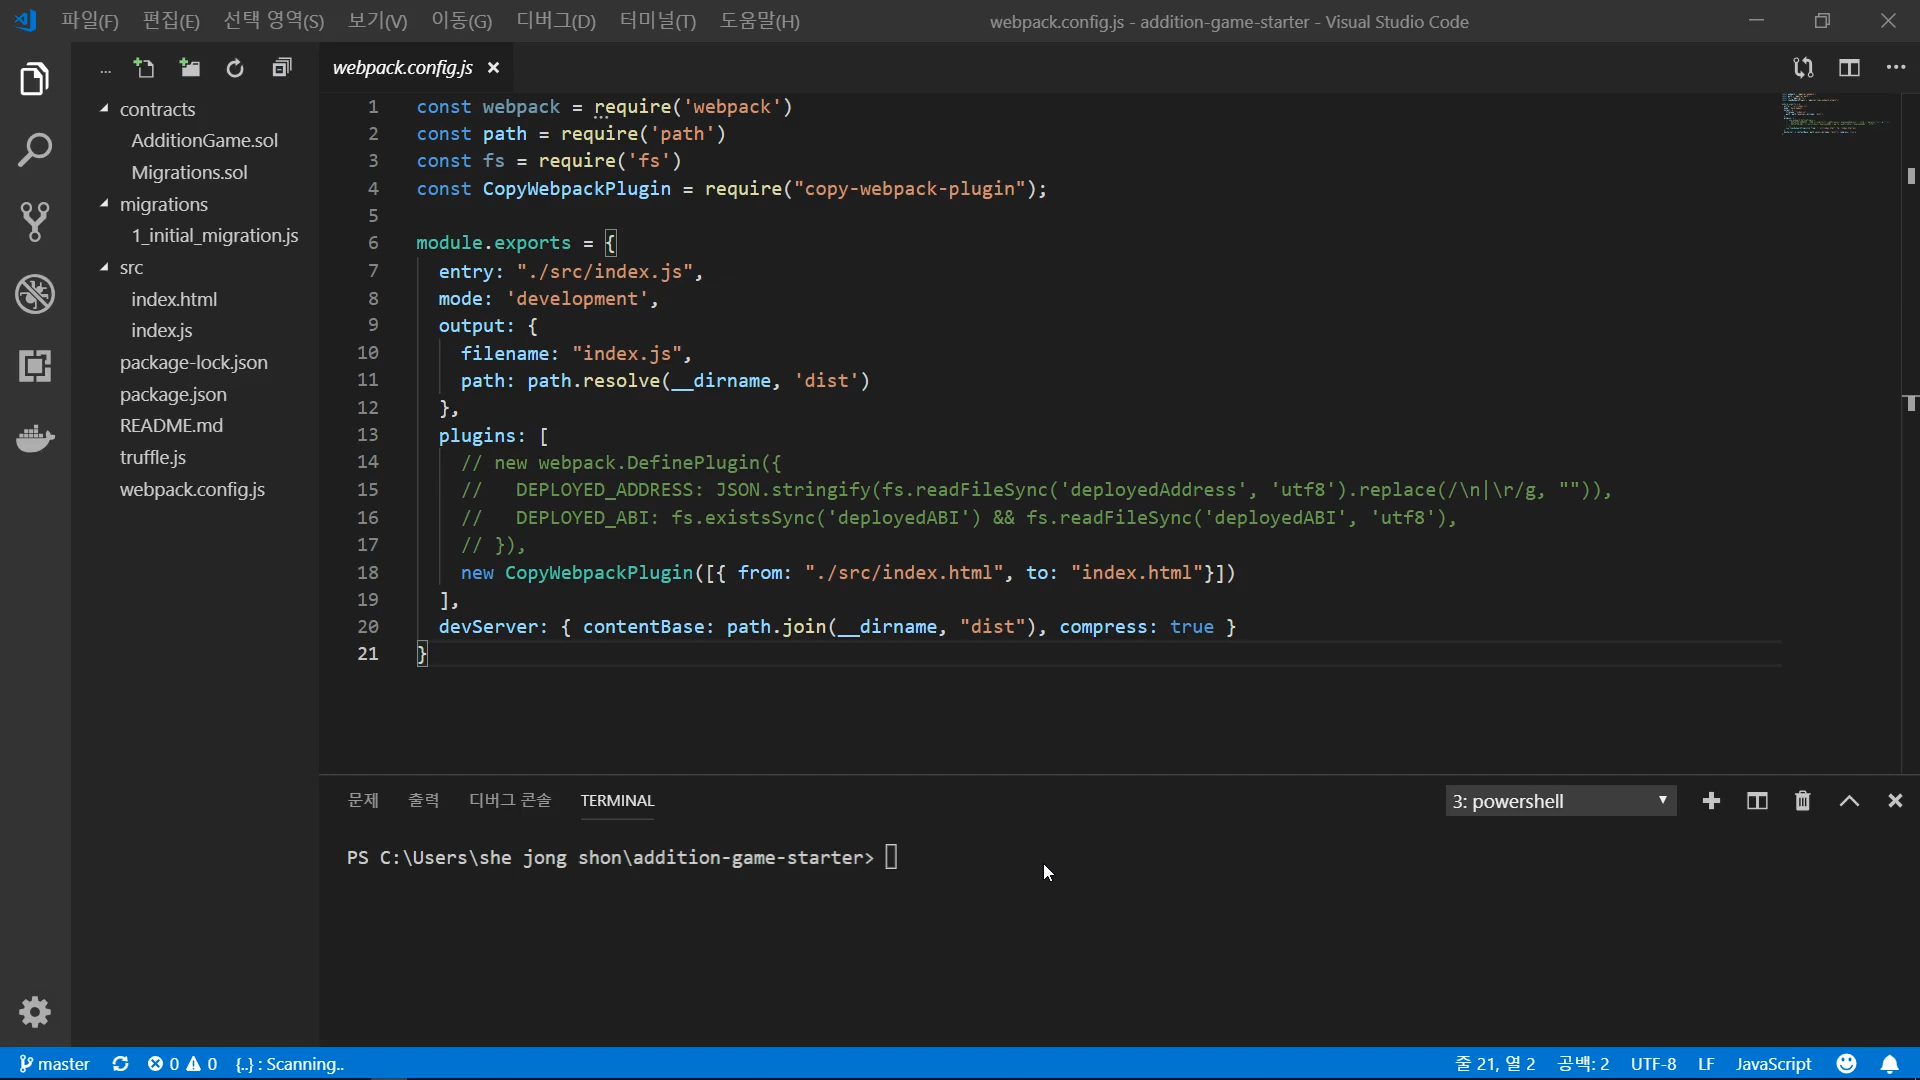 파일(F) 편집(E) 선택 영역(S) 보기(V) 이동(G) 디버그(D) 터미널(T) 도움말(H) webpack.config.js - addition-game-starter - Visual Studio Code
...
contracts
AdditionGame.sol
Migrations.sol
migrations
1_initial_migration.js
src
index.html
index.js
package-lock.json
package.json
README.md
truffle.js
webpack.config.js
webpack.config.js
1 const webpack = require('webpack')
2 const path = require('path')
3 const fs = require('fs')
4 const CopyWebpackPlugin = require("copy-webpack-plugin");
5
6 module.exports = {
7 entry: "./src/index.js",
8 mode: 'development',
9 output: {
10 filename: "index.js",
11 path: path.resolve(__dirname, 'dist')
12 },
13 plugins: [
14 // new webpack.DefinePlugin({
15 // DEPLOYED_ADDRESS: JSON.stringify(fs.readFileSync('deployedAddress', 'utf8').replace(/\n|\r/g, "")),
16 // DEPLOYED_ABI: fs.existsSync('deployedABI') && fs.readFileSync('deployedABI', 'utf8'),
17 // }),
18 new CopyWebpackPlugin([{ from: "./src/index.html", to: "index.html"}])
19 ],
20 devServer: { contentBase: path.join(__dirname, "dist"), compress: true }
21 }
문제 출력 디버그 콘솔 TERMINAL 3: powershell
PS C:\Users\she jong shon\addition-game-starter>
master 0 0 {..} : Scanning.. 줄 21, 열 2 공백: 2 UTF-8 LF JavaScript